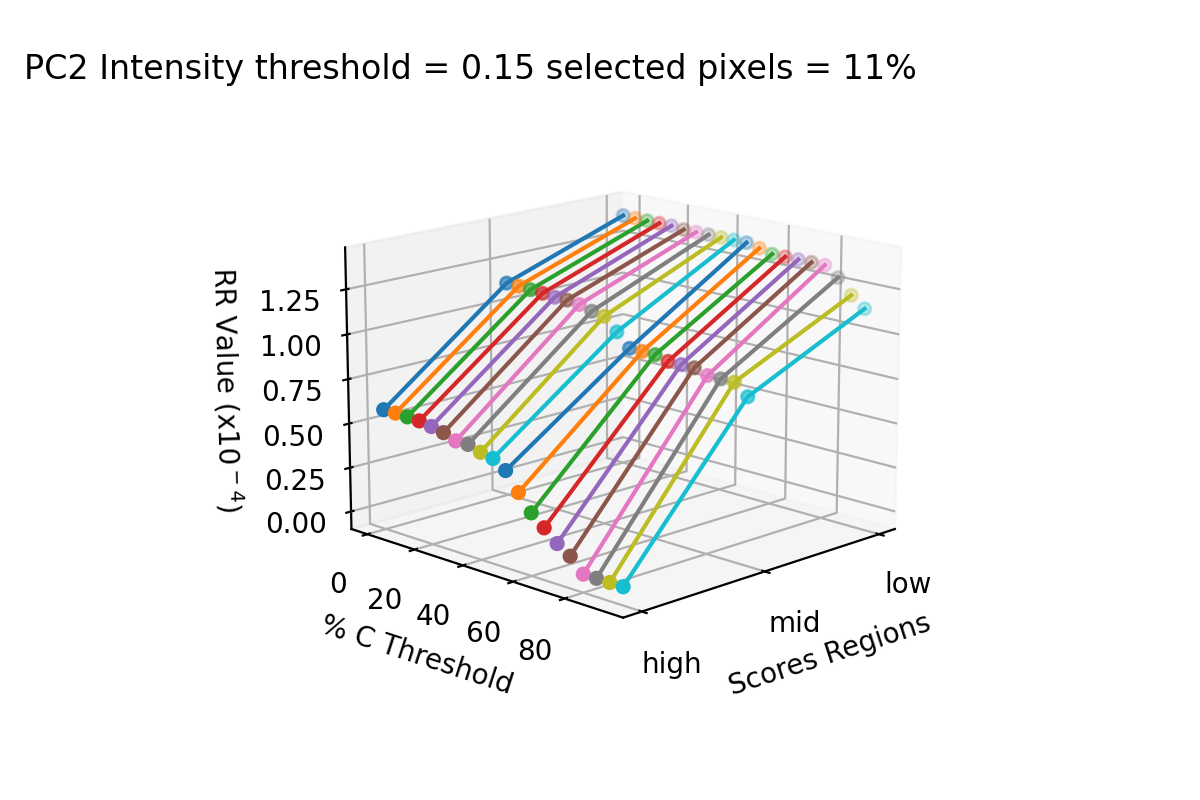 PC2 Intensity threshold = 0.15 selected pixels = 11%
RR Value (x10⁻⁴)
1.25
1.00
0.75
0.50
0.25
0.00
0
20
40
60
80
% C Threshold
high
mid
low
Scores Regions